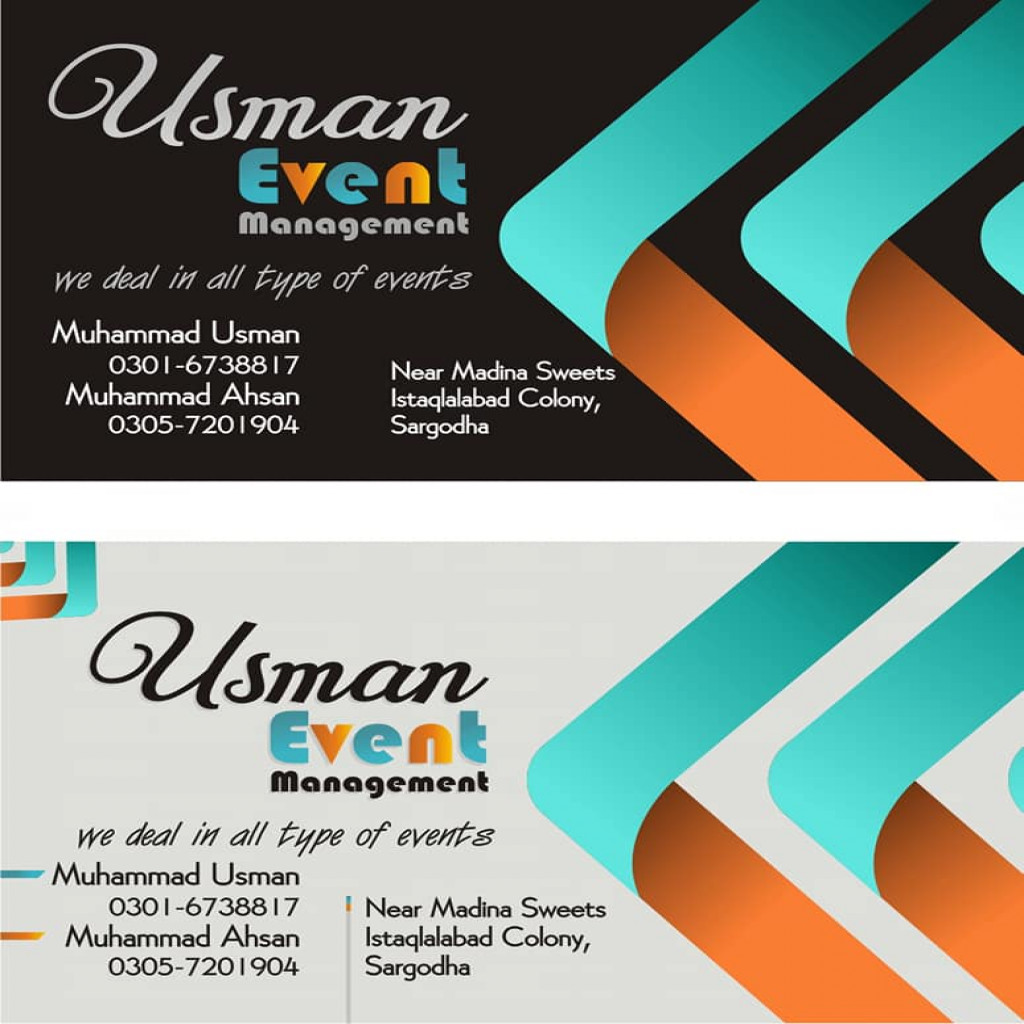 Usman
Event
Management
we deal in all type of events
Muhammad Usman
0301-6738817
Muhammad Ahsan
0305-7201904
Near Madina Sweets
Istaqlalabad Colony,
Sargodha
Usman
Event
Management
we deal in all type of events
Muhammad Usman
0301-6738817
Muhammad Ahsan
0305-7201904
Near Madina Sweets
Istaqlalabad Colony,
Sargodha